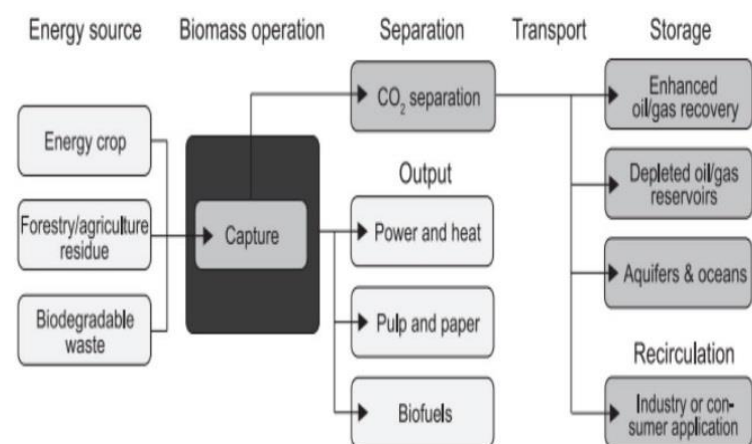 Energy source
Biomass operation
Separation
Transport
Storage
Energy crop
Forestry/agriculture
residue
Biodegradable
waste
Capture
CO₂ separation
Output
Power and heat
Pulp and paper
Biofuels
Enhanced
oil/gas recovery
Depleted oil/gas
reservoirs
Aquifers & oceans
Recirculation
Industry or con-
sumer application